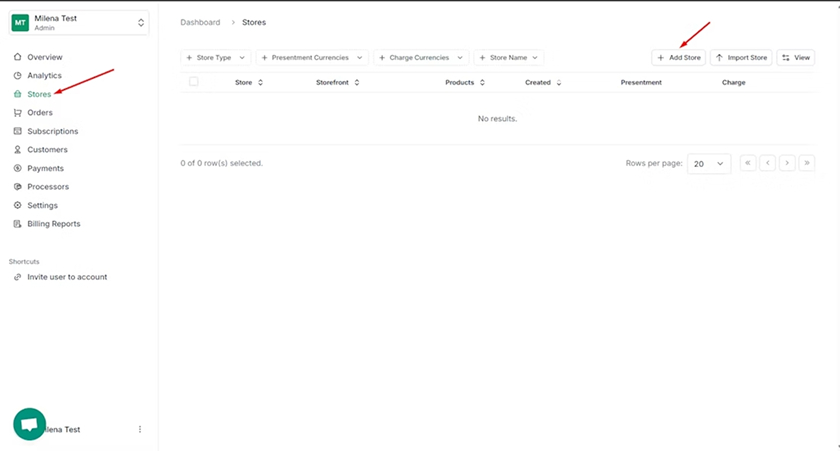 MT
Milena Test
Admin
Overview
Analytics
Stores
Orders
Subscriptions
Customers
Payments
Processors
Settings
Billing Reports
Shortcuts
Invite user to account
ilena Test
Dashboard > Stores
+ Store Type
+ Presentment Currencies
+ Charge Currencies
+ Store Name
+ Add Store
Import Store
View
Store Storefront Products Created Presentment Charge
No results.
0 of 0 row(s) selected.
Rows per page: 20
« ‹ › »